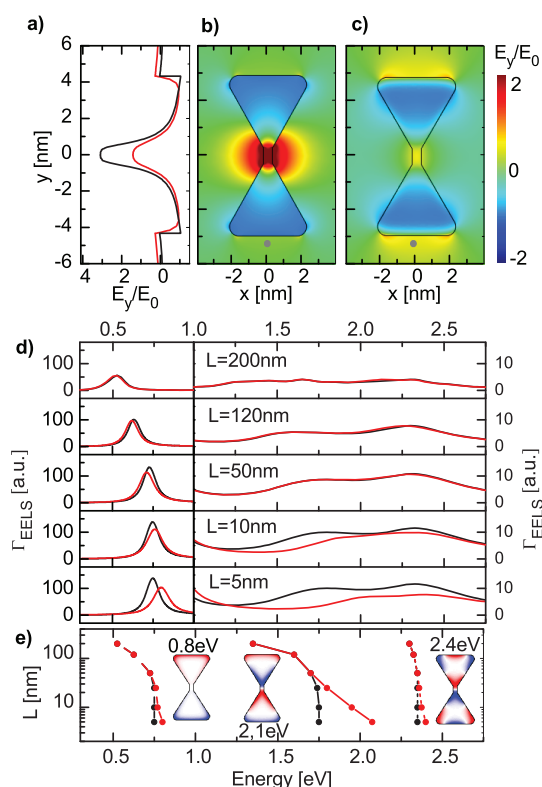 a)
b)
c)
E_y/E_0
6
4
2
0
-2
-4
-6
y [nm]
2
0
-2
4 2 0
E_y/E_0
-2 0 2
x [nm]
-2 0 2
x [nm]
d)
0.5 1.0 1.5 2.0 2.5
L=200nm
100
0
10
0
L=120nm
100
0
10
0
L=50nm
100
0
10
0
L=10nm
100
0
10
0
L=5nm
100
0
10
0
Γ_EELS [a.u.]
Γ_EELS [a.u.]
e)
0.8eV
2,1eV
2.4eV
100
10
L [nm]
0.5 1.0 1.5 2.0 2.5
Energy [eV]